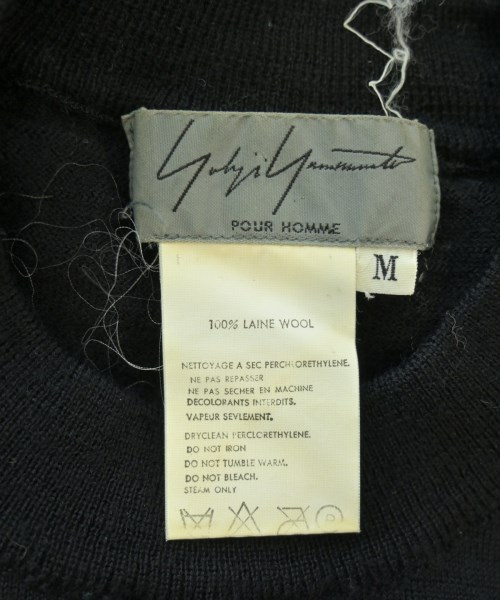 Yohji Yamamoto
POUR HOMME
M
100% LAINE WOOL
NETTOYAGE A SEC PERCHLORETHYLENE.
NE PAS REPASSER
NE PAS SECHER EN MACHINE
DECOLORANTS INTERDITS.
VAPEUR SEVLEMENT.
DRYCLEAN PERCLORETHYLENE.
DO NOT IRON
DO NOT TUMBLE WARM.
DO NOT BLEACH.
STEAM ONLY
P